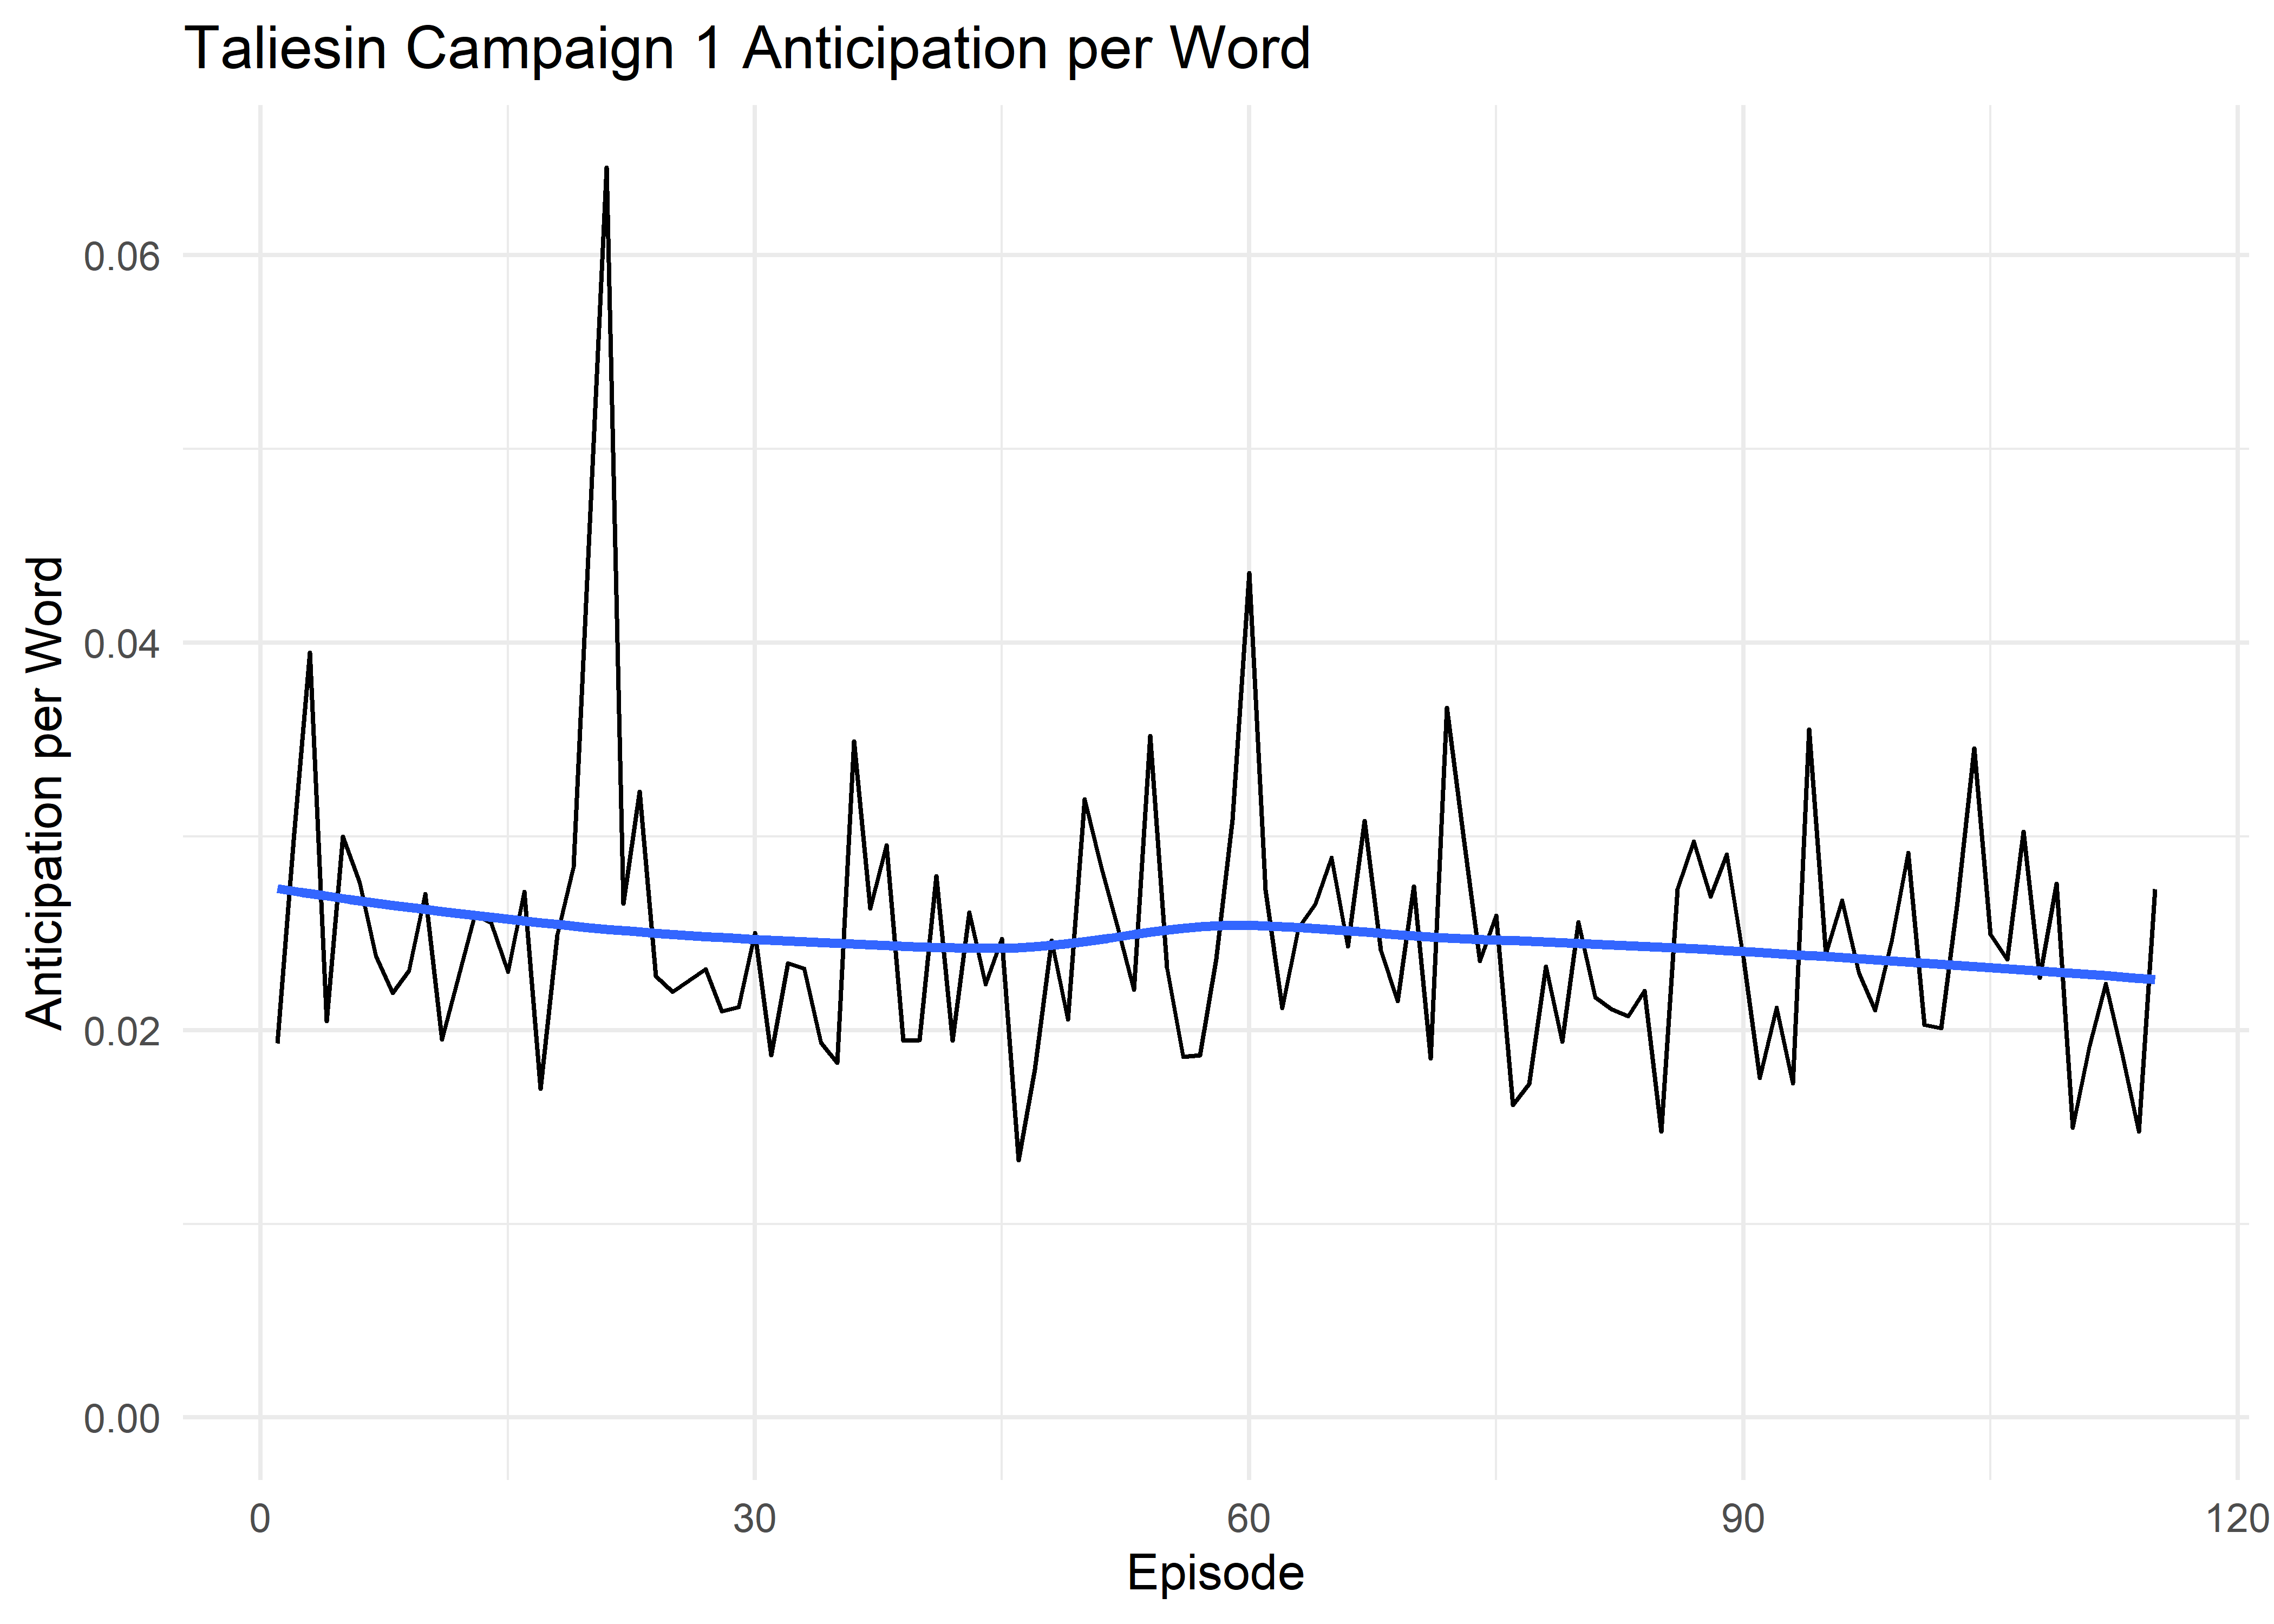 Taliesin Campaign 1 Anticipation per Word
Anticipation per Word
0.06
0.04
0.02
0.00
0 30 60 90 120
Episode